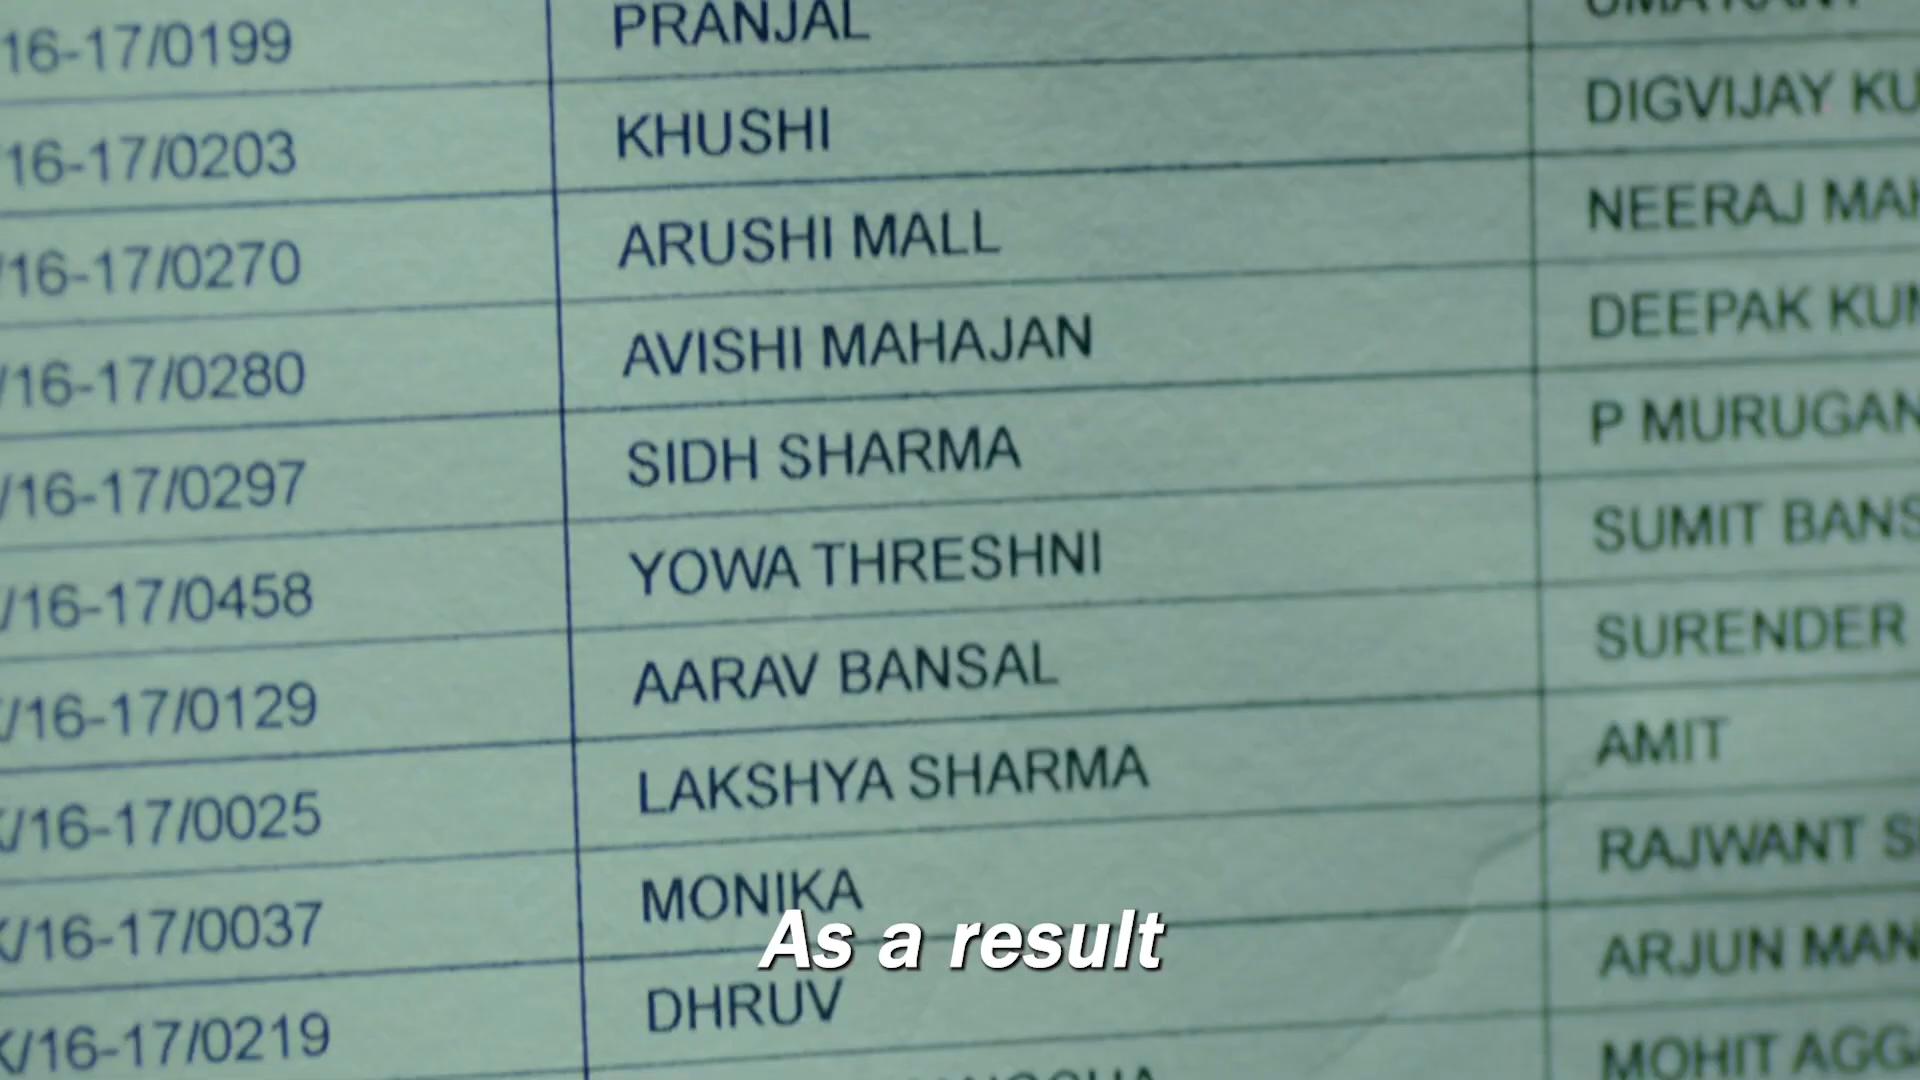 16-17/0199 PRANJAL
/16-17/0203 KHUSHI DIGVIJAY KU
/16-17/0270 ARUSHI MALL NEERAJ MAH
/16-17/0280 AVISHI MAHAJAN DEEPAK KUM
/16-17/0297 SIDH SHARMA P MURUGAN
/16-17/0458 YOWA THRESHNI SUMIT BANS
/16-17/0129 AARAV BANSAL SURENDER
/16-17/0025 LAKSHYA SHARMA AMIT
K/16-17/0037 MONIKA RAJWANT S
As a result
K/16-17/0219 DHRUV ARJUN MAN
MOHIT AGGA